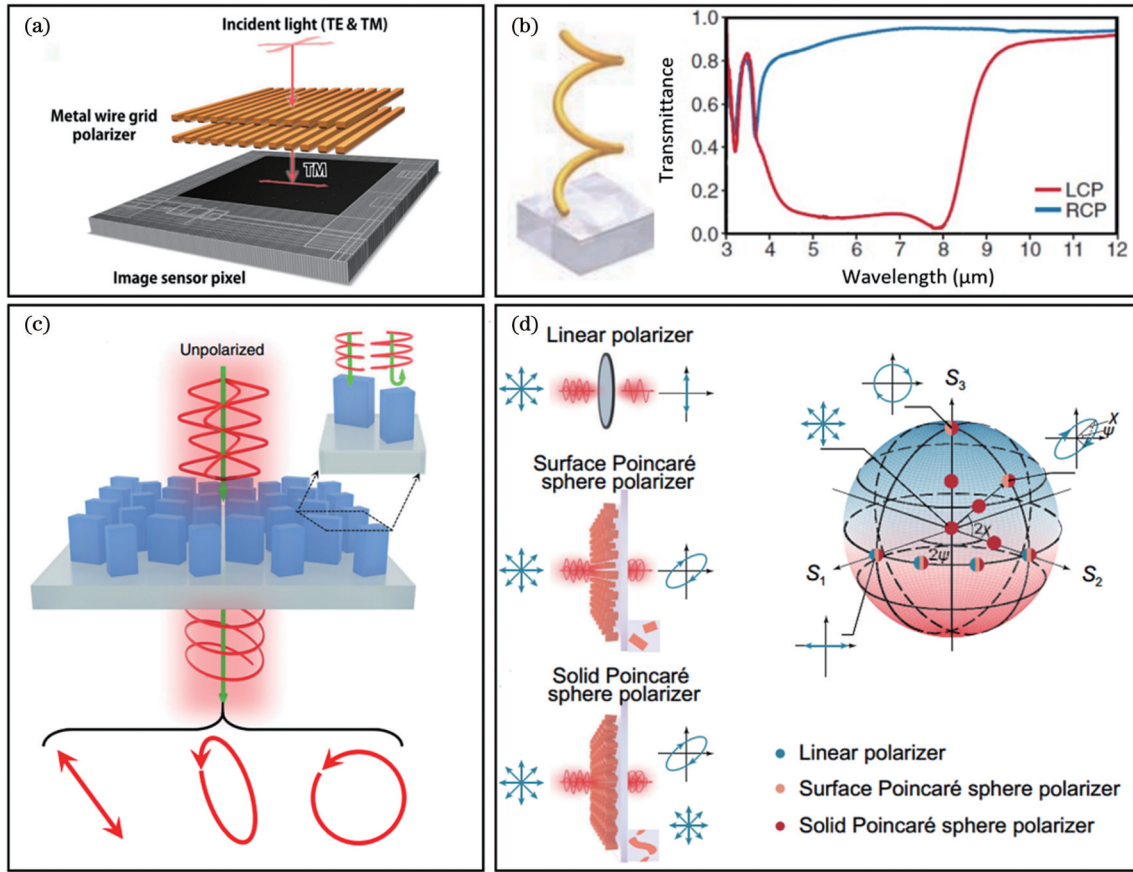 (a)
Incident light (TE & TM)
Metal wire grid
polarizer
TM
Image sensor pixel
(b)
Transmittance
1.0
0.8
0.6
0.4
0.2
0.0
LCP
RCP
3 4 5 6 7 8 9 10 11 12
Wavelength (μm)
(c)
Unpolarized
(d)
Linear polarizer
Surface Poincaré
sphere polarizer
Solid Poincaré
sphere polarizer
S3
χ
ψ
2χ
2ψ
S1
S2
Linear polarizer
Surface Poincaré sphere polarizer
Solid Poincaré sphere polarizer